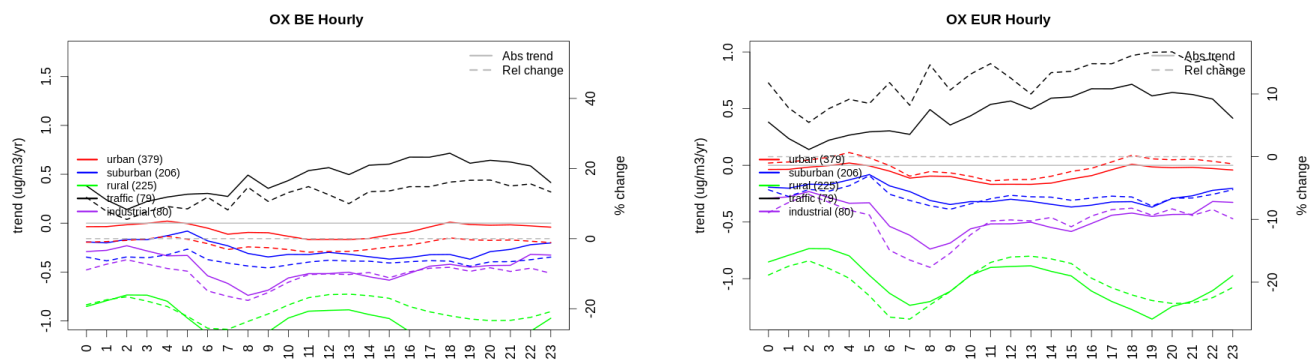 OX BE Hourly
Abs trend
Rel change
trend (ug/m3/yr)
1.5
1.0
0.5
0.0
-0.5
-1.0
urban (379)
suburban (206)
rural (225)
traffic (79)
industrial (80)
40
20
0
-20
% change
0 1 2 3 4 5 6 7 8 9 10 11 12 13 14 15 16 17 18 19 20 21 22 23
OX EUR Hourly
Abs trend
Rel change
trend (ug/m3/yr)
1.0
0.5
0.0
-0.5
-1.0
urban (379)
suburban (206)
rural (225)
traffic (79)
industrial (80)
10
0
-10
-20
% change
0 1 2 3 4 5 6 7 8 9 10 11 12 13 14 15 16 17 18 19 20 21 22 23